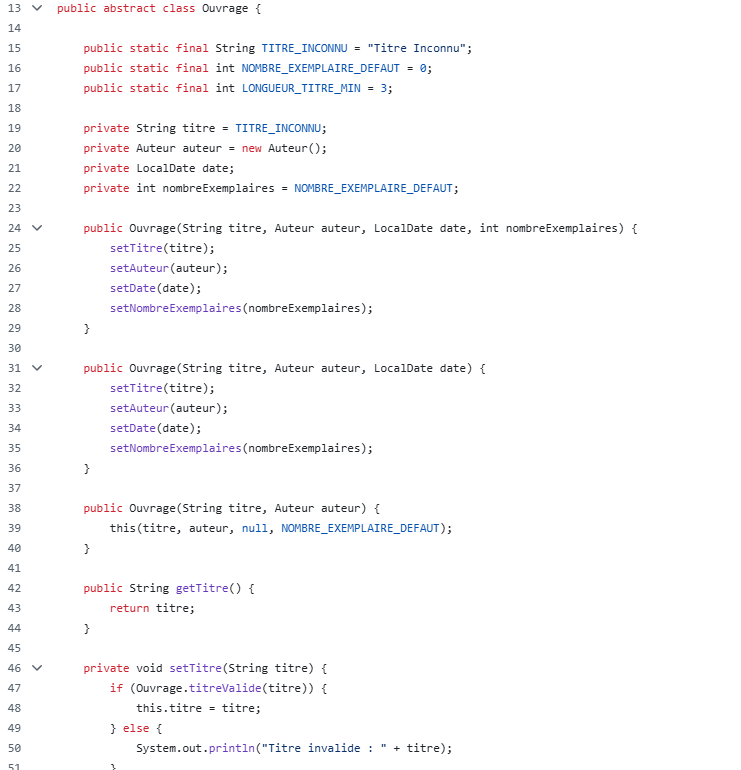 13 public abstract class Ouvrage {
14
15 public static final String TITRE_INCONNU = "Titre Inconnu";
16 public static final int NOMBRE_EXEMPLAIRE_DEFAUT = 0;
17 public static final int LONGUEUR_TITRE_MIN = 3;
18
19 private String titre = TITRE_INCONNU;
20 private Auteur auteur = new Auteur();
21 private LocalDate date;
22 private int nombreExemplaires = NOMBRE_EXEMPLAIRE_DEFAUT;
23
24 public Ouvrage(String titre, Auteur auteur, LocalDate date, int nombreExemplaires) {
25 setTitre(titre);
26 setAuteur(auteur);
27 setDate(date);
28 setNombreExemplaires(nombreExemplaires);
29 }
30
31 public Ouvrage(String titre, Auteur auteur, LocalDate date) {
32 setTitre(titre);
33 setAuteur(auteur);
34 setDate(date);
35 setNombreExemplaires(nombreExemplaires);
36 }
37
38 public Ouvrage(String titre, Auteur auteur) {
39 this(titre, auteur, null, NOMBRE_EXEMPLAIRE_DEFAUT);
40 }
41
42 public String getTitre() {
43 return titre;
44 }
45
46 private void setTitre(String titre) {
47 if (Ouvrage.titreValide(titre)) {
48 this.titre = titre;
49 } else {
50 System.out.println("Titre invalide : " + titre);
51 }